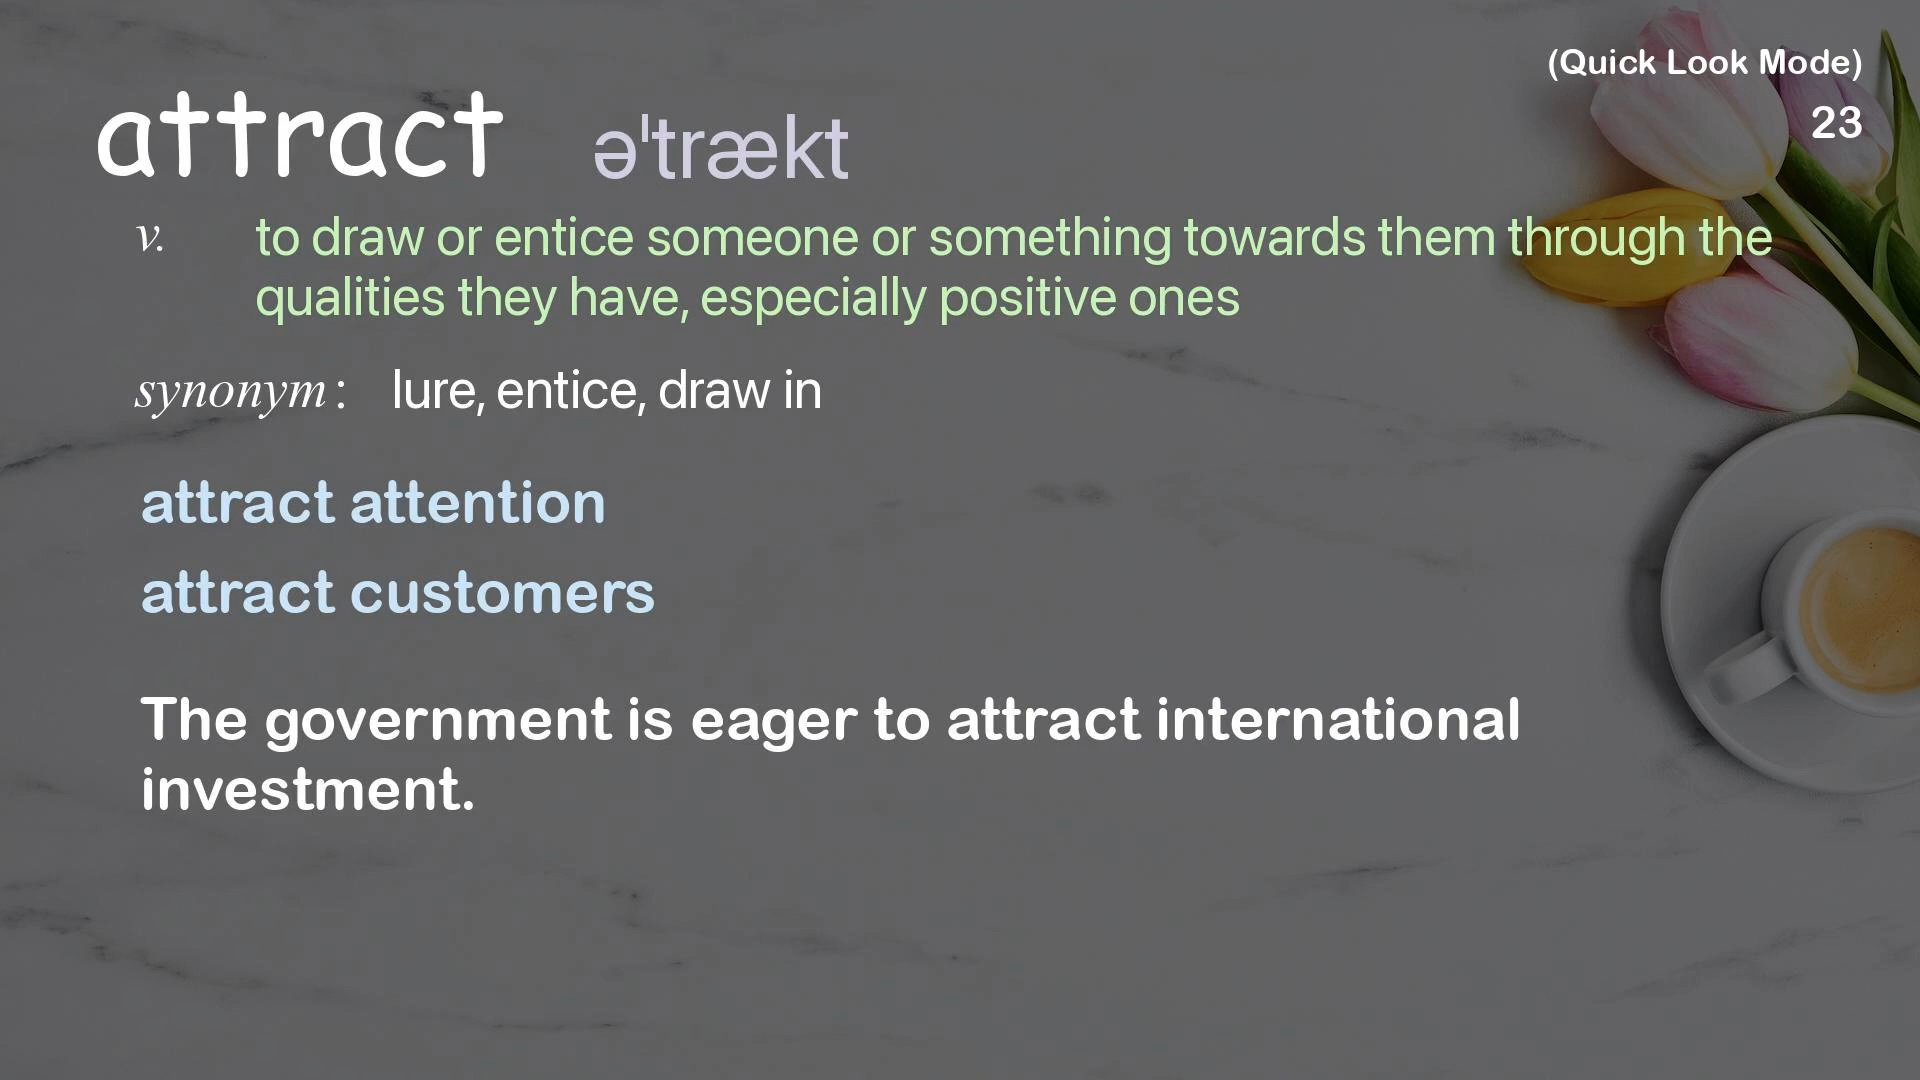 (Quick Look Mode)
23
attract əˈtrækt
v. to draw or entice someone or something towards them through the
qualities they have, especially positive ones
synonym: lure, entice, draw in
attract attention
attract customers
The government is eager to attract international
investment.